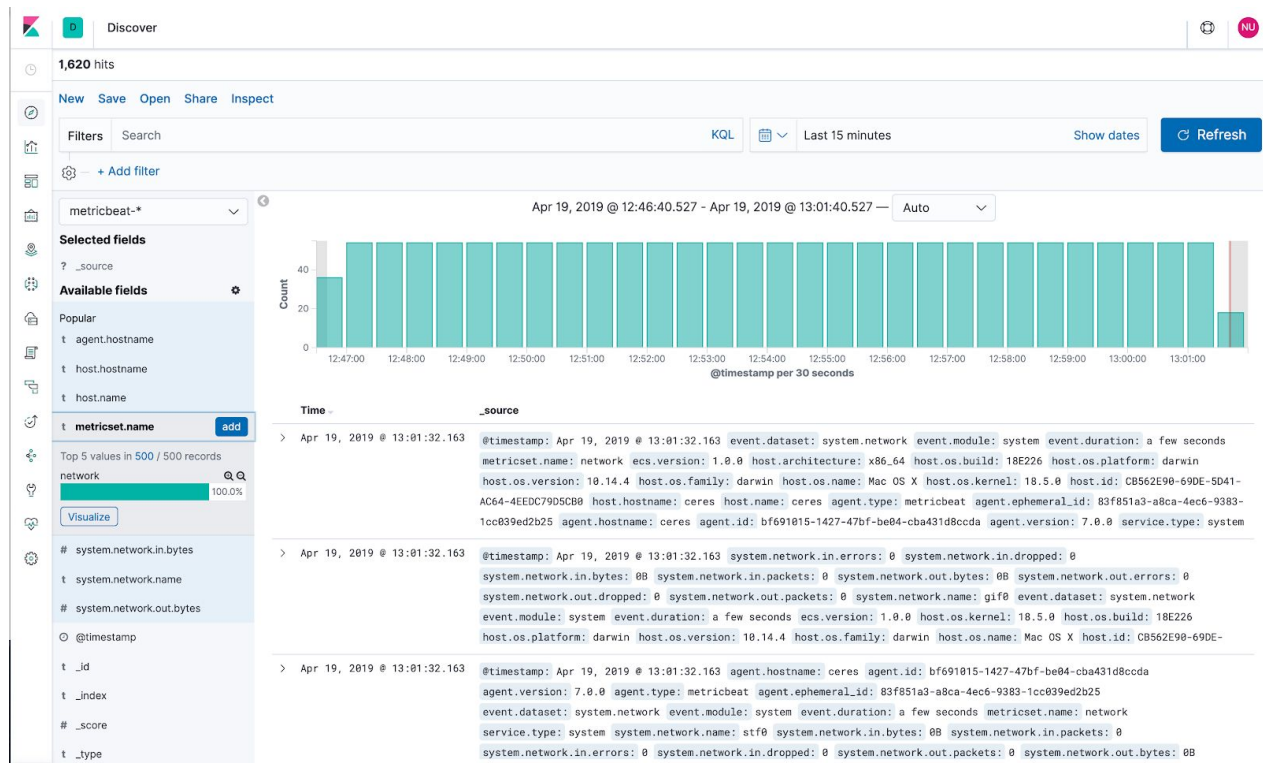 D Discover NU
1,620 hits
New Save Open Share Inspect
Filters Search KQL Last 15 minutes Show dates Refresh
+ Add filter
metricbeat-*
Selected fields
? _source
Available fields
Popular
t agent.hostname
t host.hostname
t host.name
t metricset.name add
Top 5 values in 500 / 500 records
network
100.0%
Visualize
# system.network.in.bytes
t system.network.name
# system.network.out.bytes
@timestamp
t _id
t _index
# _score
t _type
Apr 19, 2019 @ 12:46:40.527 - Apr 19, 2019 @ 13:01:40.527 — Auto
Count
40
20
0
12:47:00 12:48:00 12:49:00 12:50:00 12:51:00 12:52:00 12:53:00 12:54:00 12:55:00 12:56:00 12:57:00 12:58:00 12:59:00 13:00:00 13:01:00
@timestamp per 30 seconds
Time _source
Apr 19, 2019 @ 13:01:32.163 @timestamp: Apr 19, 2019 @ 13:01:32.163 event.dataset: system.network event.module: system event.duration: a few seconds
metricset.name: network ecs.version: 1.0.0 host.architecture: x86_64 host.os.build: 18E226 host.os.platform: darwin
host.os.version: 10.14.4 host.os.family: darwin host.os.name: Mac OS X host.os.kernel: 18.5.0 host.id: CB562E90-69DE-5D41-
AC64-4EEDC79D5CB0 host.hostname: ceres host.name: ceres agent.type: metricbeat agent.ephemeral_id: 83f851a3-a8ca-4ec6-9383-
1cc039ed2b25 agent.hostname: ceres agent.id: bf691015-1427-47bf-be04-cba431d8ccda agent.version: 7.0.0 service.type: system
Apr 19, 2019 @ 13:01:32.163 @timestamp: Apr 19, 2019 @ 13:01:32.163 system.network.in.errors: 0 system.network.in.dropped: 0
system.network.in.bytes: 0B system.network.in.packets: 0 system.network.out.bytes: 0B system.network.out.errors: 0
system.network.out.dropped: 0 system.network.out.packets: 0 system.network.name: gif0 event.dataset: system.network
event.module: system event.duration: a few seconds ecs.version: 1.0.0 host.os.kernel: 18.5.0 host.os.build: 18E226
host.os.platform: darwin host.os.version: 10.14.4 host.os.family: darwin host.os.name: Mac OS X host.id: CB562E90-69DE-
Apr 19, 2019 @ 13:01:32.163 @timestamp: Apr 19, 2019 @ 13:01:32.163 agent.hostname: ceres agent.id: bf691015-1427-47bf-be04-cba431d8ccda
agent.version: 7.0.0 agent.type: metricbeat agent.ephemeral_id: 83f851a3-a8ca-4ec6-9383-1cc039ed2b25
event.dataset: system.network event.module: system event.duration: a few seconds metricset.name: network
service.type: system system.network.name: stf0 system.network.in.bytes: 0B system.network.in.packets: 0
system.network.in.errors: 0 system.network.in.dropped: 0 system.network.out.packets: 0 system.network.out.bytes: 0B